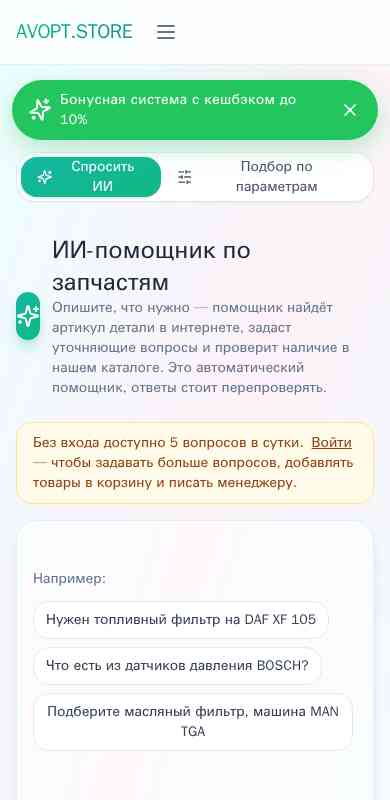 AVOPT.STORE
Бонусная система с кешбэком до
10%
Спросить
ИИ
Подбор по
параметрам
ИИ-помощник по
запчастям
Опишите, что нужно — помощник найдёт
артикул детали в интернете, задаст
уточняющие вопросы и проверит наличие в
нашем каталоге. Это автоматический
помощник, ответы стоит перепроверять.
Без входа доступно 5 вопросов в сутки. Войти
— чтобы задавать больше вопросов, добавлять
товары в корзину и писать менеджеру.
Например:
Нужен топливный фильтр на DAF XF 105
Что есть из датчиков давления BOSCH?
Подберите масляный фильтр, машина MAN
TGA